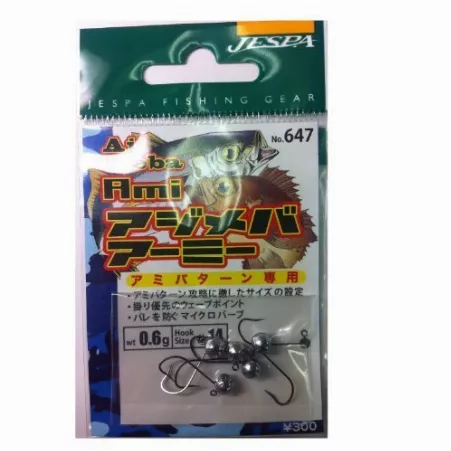 JESPA
JESPA FISHING GEAR
No.647
Ami
アジメバ
アーミー
アミパターン専用
・アミパターン攻略に徹したサイズの設定
・掛り優先のウェーブポイント
・バレを防ぐマイクロバーブ
wt 0.6g Hook Size 14
¥300